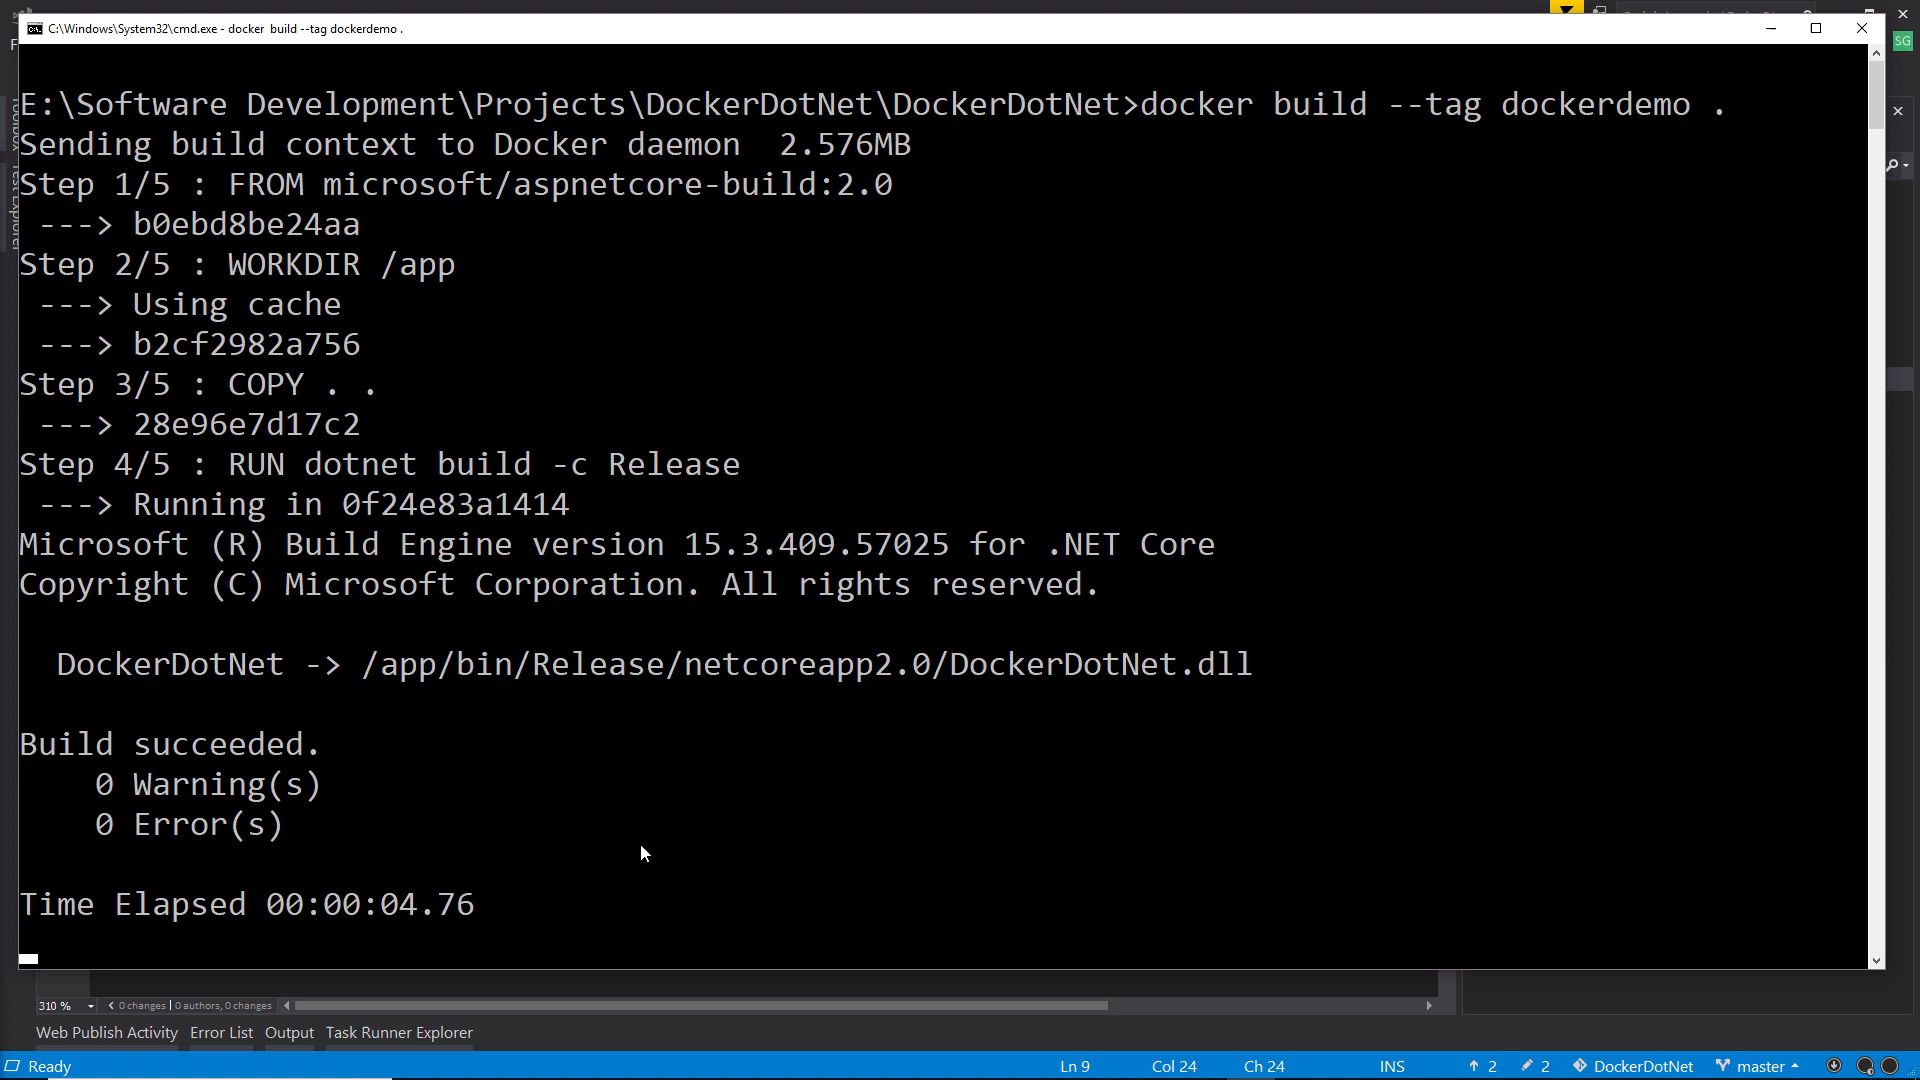 C:\Windows\System32\cmd.exe - docker build --tag dockerdemo .
SG
E:\Software Development\Projects\DockerDotNet\DockerDotNet>docker build --tag dockerdemo .
Sending build context to Docker daemon  2.576MB
Step 1/5 : FROM microsoft/aspnetcore-build:2.0
 ---> b0ebd8be24aa
Step 2/5 : WORKDIR /app
 ---> Using cache
 ---> b2cf2982a756
Step 3/5 : COPY . .
 ---> 28e96e7d17c2
Step 4/5 : RUN dotnet build -c Release
 ---> Running in 0f24e83a1414
Microsoft (R) Build Engine version 15.3.409.57025 for .NET Core
Copyright (C) Microsoft Corporation. All rights reserved.
  DockerDotNet -> /app/bin/Release/netcoreapp2.0/DockerDotNet.dll
Build succeeded.
    0 Warning(s)
    0 Error(s)
Time Elapsed 00:00:04.76
310 % 0 changes | 0 authors, 0 changes
Web Publish Activity Error List Output Task Runner Explorer
Ready Ln 9 Col 24 Ch 24 INS 2 2 DockerDotNet master